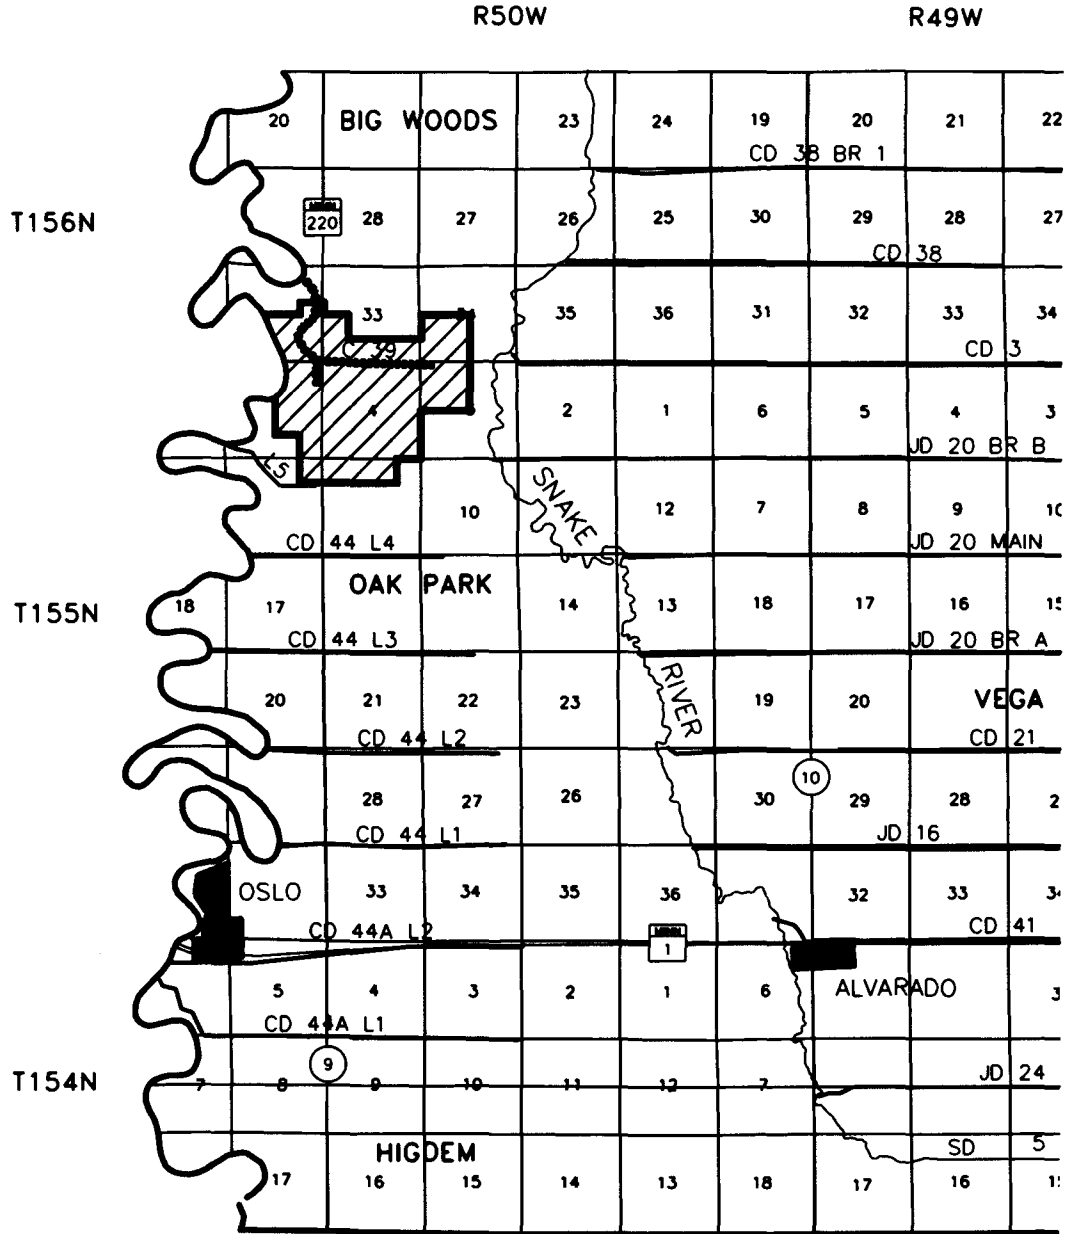 R50W R49W
20 BIG WOODS 23 24 19 20 21 22
CD 38 BR 1
T156N MINN 220 28 27 26 25 30 29 28 27
CD 38
33 35 36 31 32 33 34
C 39 CD 3
4 2 1 6 5 4 3
L5 JD 20 BR B
SNAKE
10 12 7 8 9 10
CD 44 L4 JD 20 MAIN
OAK PARK
T155N 18 17 14 13 18 17 16 15
CD 44 L3 JD 20 BR A
RIVER
20 21 22 23 19 20 VEGA
CD 44 L2 CD 21
10
28 27 26 30 29 28 2
CD 44 L1 JD 16
OSLO 33 34 35 36 32 33 34
CD 44A L2 CD 41
MINN 1
5 4 3 2 1 6 ALVARADO 3
CD 44A L1
9
T154N 7 8 9 10 11 12 7 JD 24
HIGDEM SD 5
17 16 15 14 13 18 17 16 15